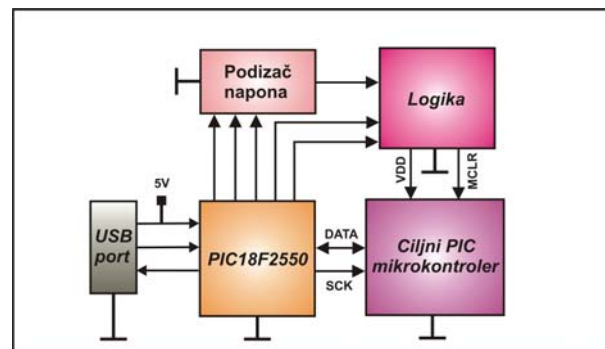 Podizač
napona
Logika
5V
VDD
MCLR
USB
port
PIC18F2550
DATA
SCK
Ciljni PIC
mikrokontroler